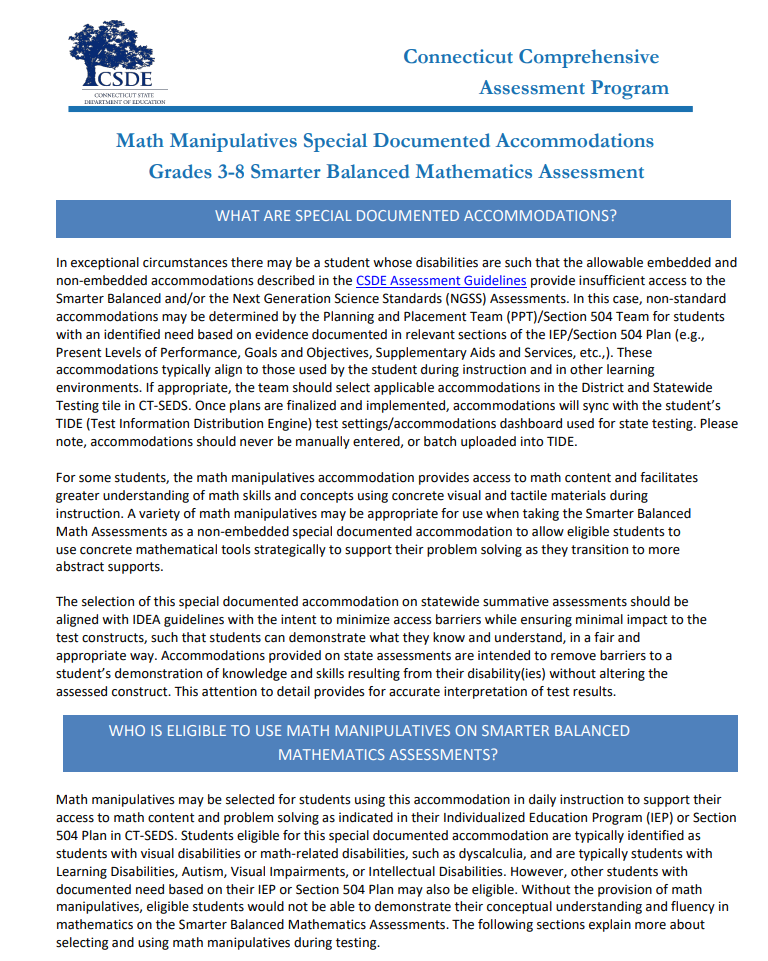 CSDE
CONNECTICUT STATE
DEPARTMENT OF EDUCATION
Connecticut Comprehensive
Assessment Program
Math Manipulatives Special Documented Accommodations
Grades 3-8 Smarter Balanced Mathematics Assessment
WHAT ARE SPECIAL DOCUMENTED ACCOMMODATIONS?
In exceptional circumstances there may be a student whose disabilities are such that the allowable embedded and
non-embedded accommodations described in the CSDE Assessment Guidelines provide insufficient access to the
Smarter Balanced and/or the Next Generation Science Standards (NGSS) Assessments. In this case, non-standard
accommodations may be determined by the Planning and Placement Team (PPT)/Section 504 Team for students
with an identified need based on evidence documented in relevant sections of the IEP/Section 504 Plan (e.g.,
Present Levels of Performance, Goals and Objectives, Supplementary Aids and Services, etc.,). These
accommodations typically align to those used by the student during instruction and in other learning
environments. If appropriate, the team should select applicable accommodations in the District and Statewide
Testing tile in CT-SEDS. Once plans are finalized and implemented, accommodations will sync with the student's
TIDE (Test Information Distribution Engine) test settings/accommodations dashboard used for state testing. Please
note, accommodations should never be manually entered, or batch uploaded into TIDE.
For some students, the math manipulatives accommodation provides access to math content and facilitates
greater understanding of math skills and concepts using concrete visual and tactile materials during
instruction. A variety of math manipulatives may be appropriate for use when taking the Smarter Balanced
Math Assessments as a non-embedded special documented accommodation to allow eligible students to
use concrete mathematical tools strategically to support their problem solving as they transition to more
abstract supports.
The selection of this special documented accommodation on statewide summative assessments should be
aligned with IDEA guidelines with the intent to minimize access barriers while ensuring minimal impact to the
test constructs, such that students can demonstrate what they know and understand, in a fair and
appropriate way. Accommodations provided on state assessments are intended to remove barriers to a
student's demonstration of knowledge and skills resulting from their disability(ies) without altering the
assessed construct. This attention to detail provides for accurate interpretation of test results.
WHO IS ELIGIBLE TO USE MATH MANIPULATIVES ON SMARTER BALANCED
MATHEMATICS ASSESSMENTS?
Math manipulatives may be selected for students using this accommodation in daily instruction to support their
access to math content and problem solving as indicated in their Individualized Education Program (IEP) or Section
504 Plan in CT-SEDS. Students eligible for this special documented accommodation are typically identified as
students with visual disabilities or math-related disabilities, such as dyscalculia, and are typically students with
Learning Disabilities, Autism, Visual Impairments, or Intellectual Disabilities. However, other students with
documented need based on their IEP or Section 504 Plan may also be eligible. Without the provision of math
manipulatives, eligible students would not be able to demonstrate their conceptual understanding and fluency in
mathematics on the Smarter Balanced Mathematics Assessments. The following sections explain more about
selecting and using math manipulatives during testing.